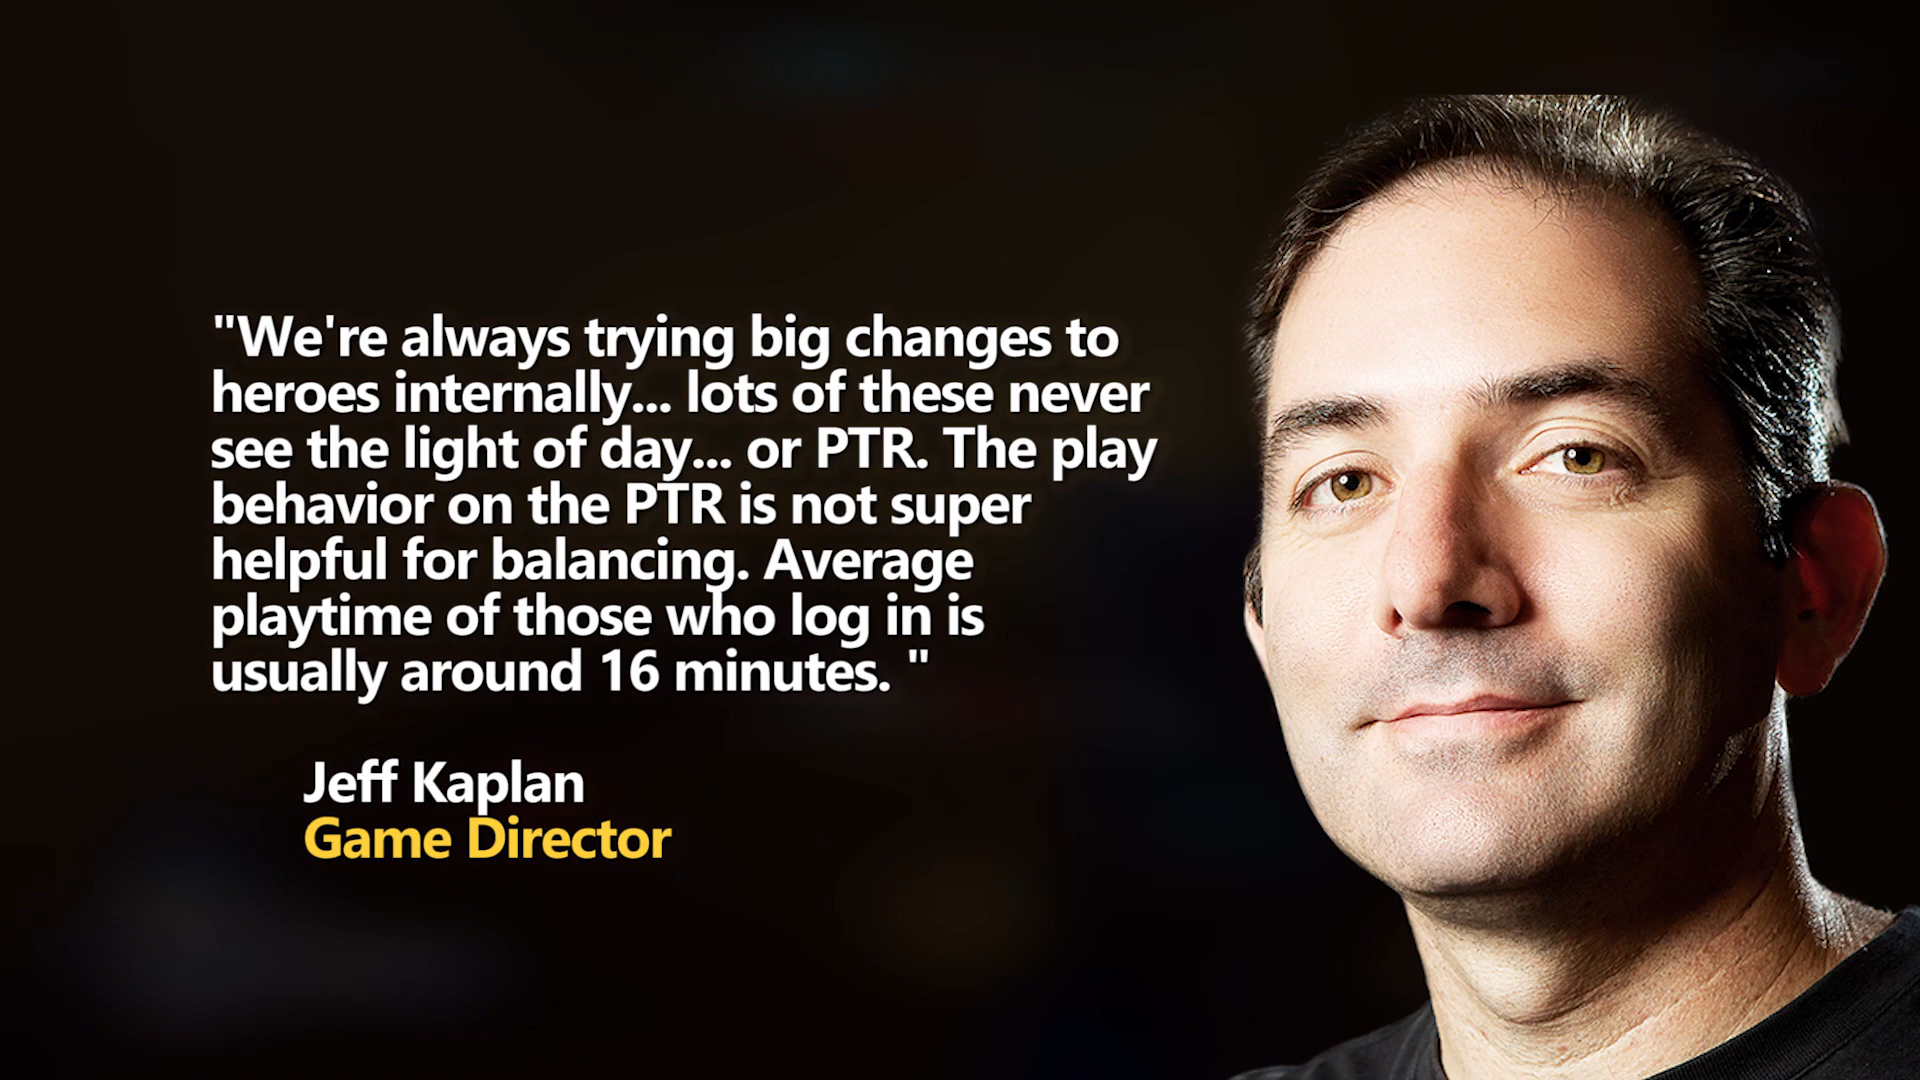 "We're always trying big changes to
heroes internally... lots of these never
see the light of day... or PTR. The play
behavior on the PTR is not super
helpful for balancing. Average
playtime of those who log in is
usually around 16 minutes. "
Jeff Kaplan
Game Director